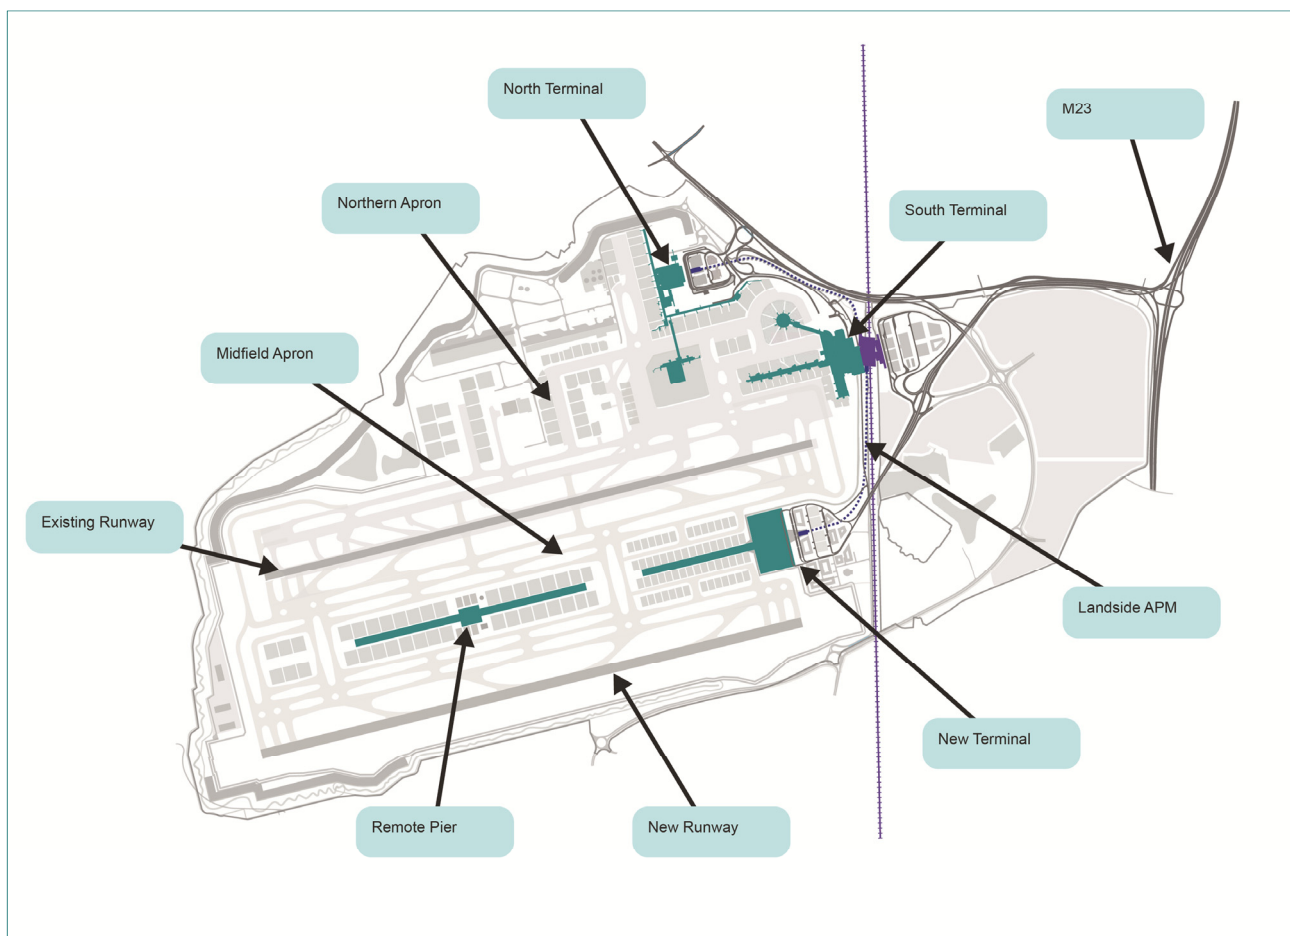 North Terminal
M23
Northern Apron
South Terminal
Midfield Apron
Existing Runway
Landside APM
New Terminal
Remote Pier
New Runway